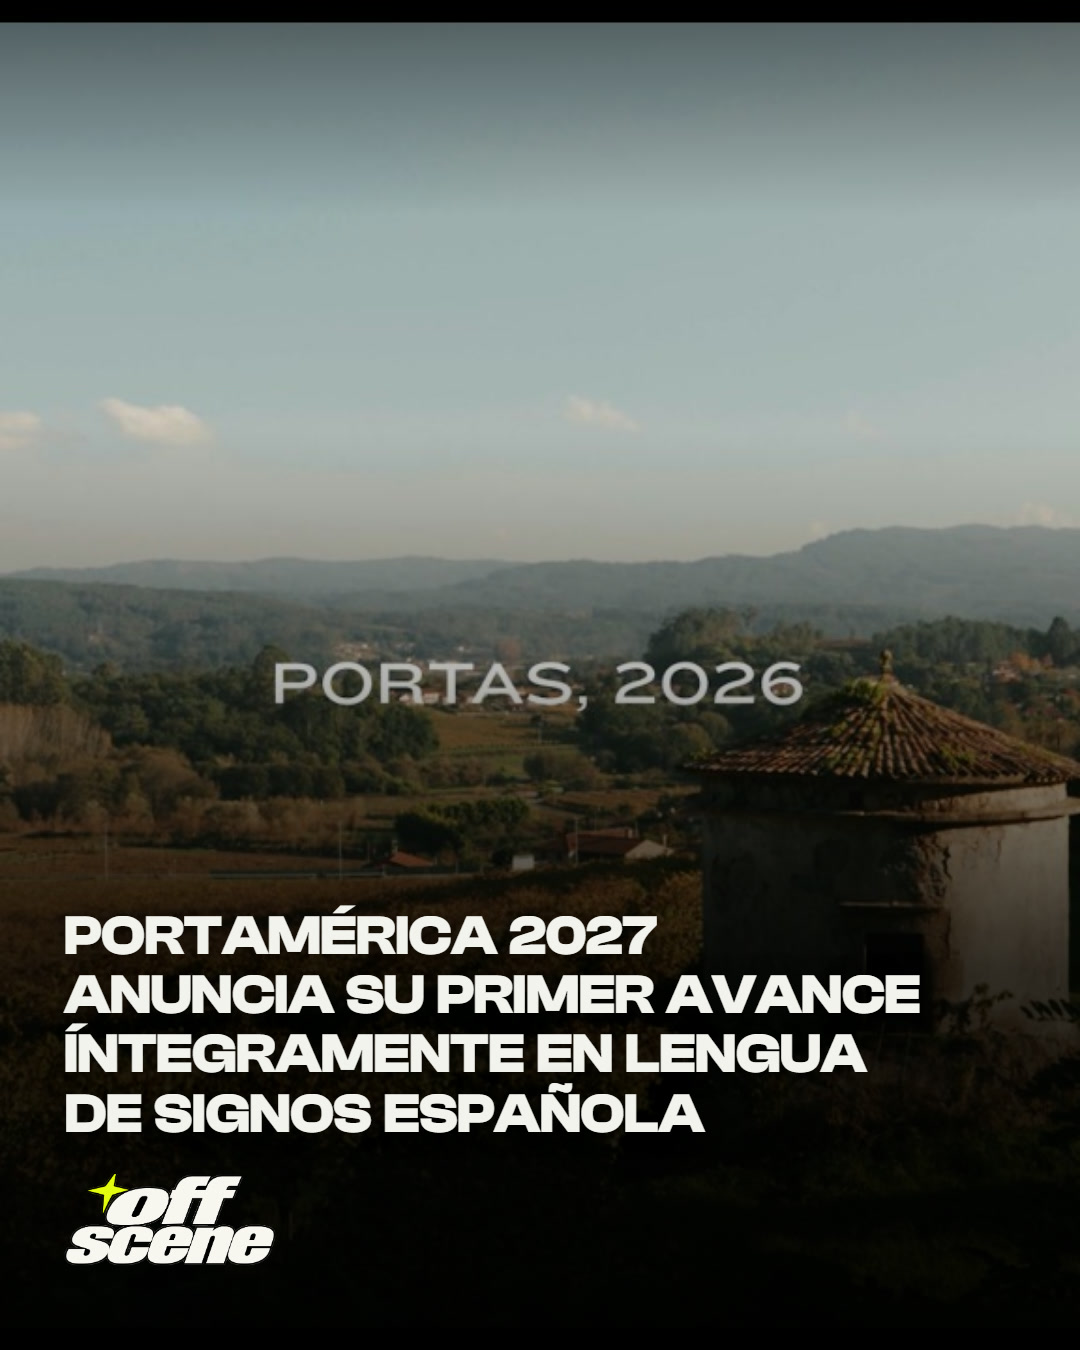 PORTAS, 2026
PORTAMÉRICA 2027
ANUNCIA SU PRIMER AVANCE
ÍNTEGRAMENTE EN LENGUA
DE SIGNOS ESPAÑOLA
off
scene